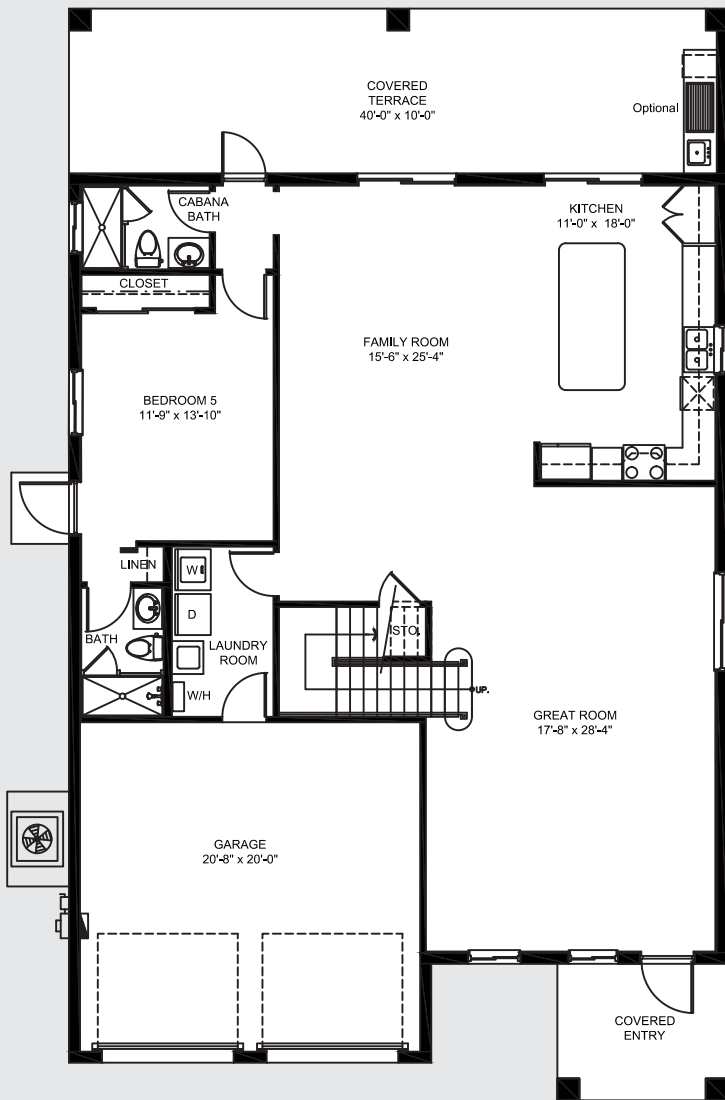 COVERED
TERRACE
40'-0" x 10'-0"
Optional
CABANA
BATH
KITCHEN
11'-0" x 18'-0"
CLOSET
FAMILY ROOM
15'-6" x 25'-4"
BEDROOM 5
11'-9" x 13'-10"
LINEN
W
D
BATH
LAUNDRY
ROOM
W/H
STO.
UP.
GREAT ROOM
17'-8" x 28'-4"
GARAGE
20'-8" x 20'-0"
COVERED
ENTRY